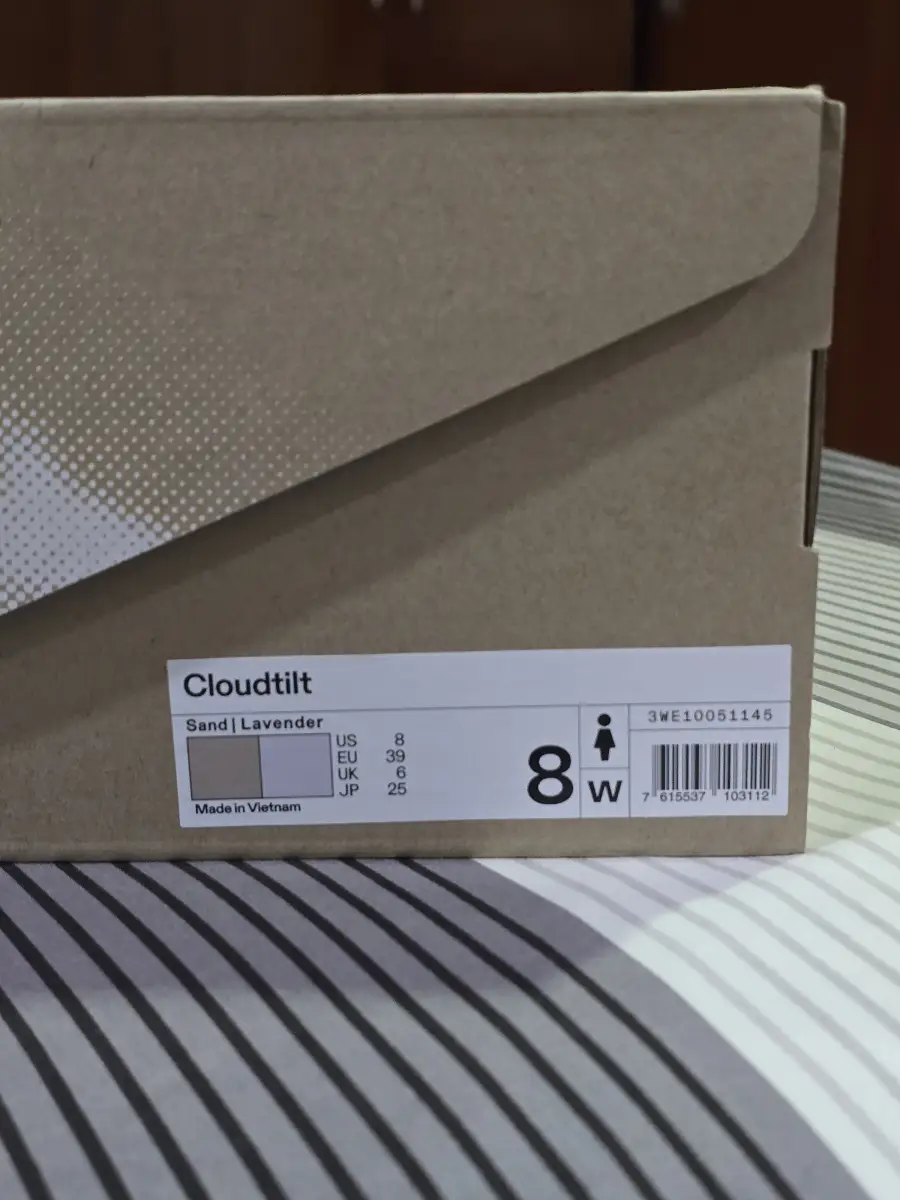 Cloudtilt
Sand | Lavender
US 8
EU 39
UK 6
JP 25
Made in Vietnam
8
W
3WE10051145
7 615537 103112